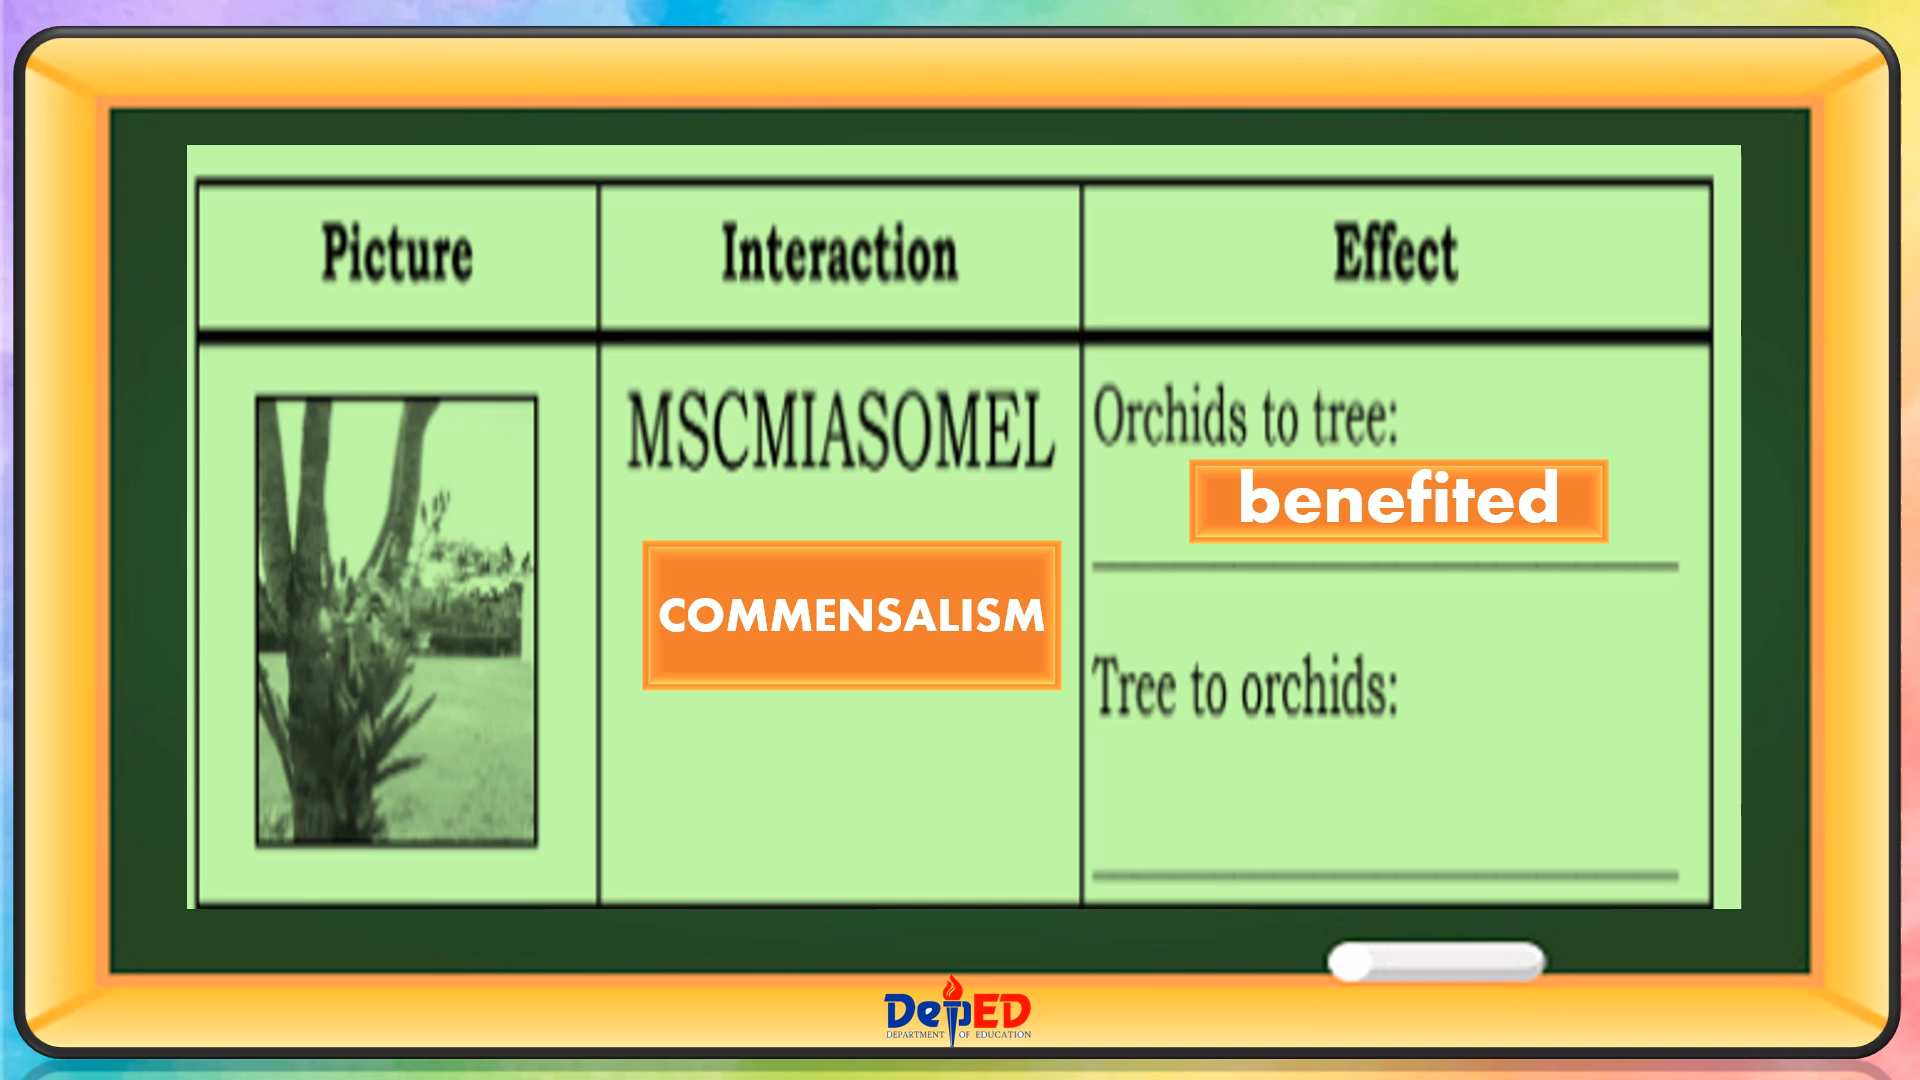 Picture
Interaction
Effect
MSCMIASOMEL
COMMENSALISM
Orchids to tree:
benefited
Tree to orchids:
DepED
DEPARTMENT OF EDUCATION